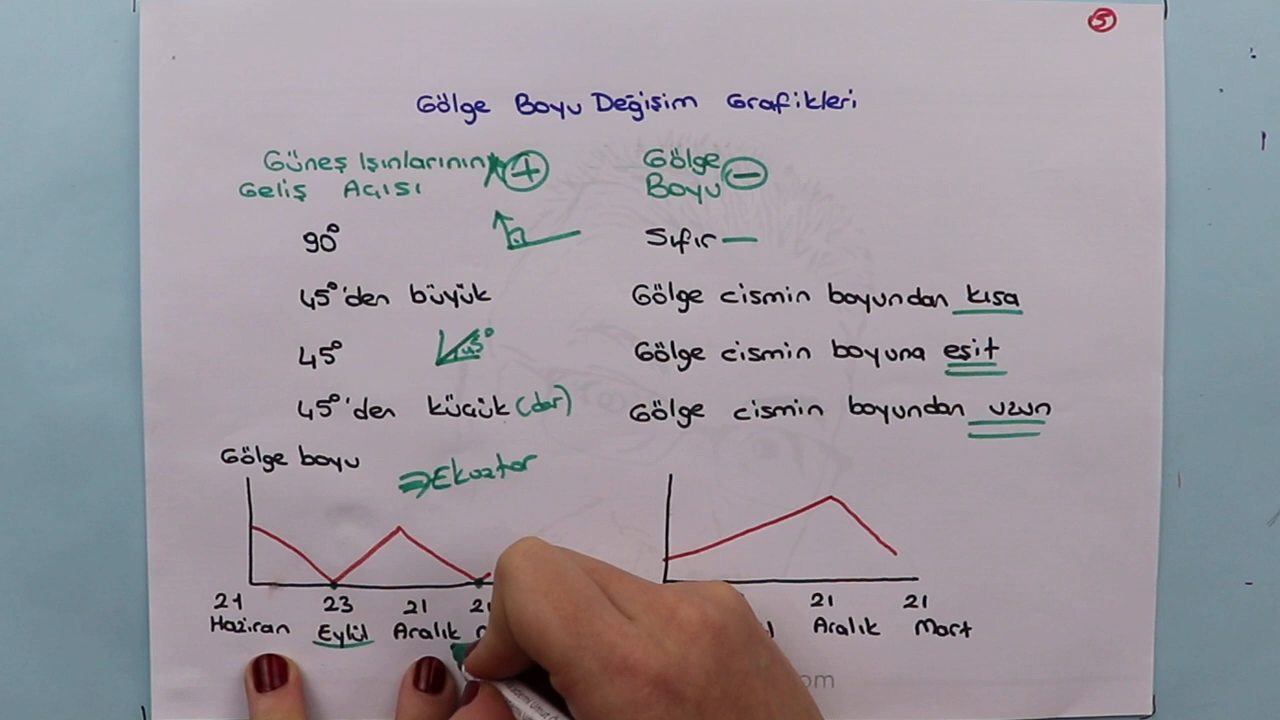 5
Gölge Boyu Değişim Grafikleri
Güneş Işınlarının +
Geliş Açısı
Gölge –
Boyu
90°
Sıfır
45°'den büyük
Gölge cismin boyundan kısa
45°
45°
Gölge cismin boyuna eşit
45°'den küçük (dar)
Gölge cismin boyundan uzun
Gölge boyu
⇒ Ekvator
21 23 21
Haziran Eylül Aralık
21 21
Aralık Mart